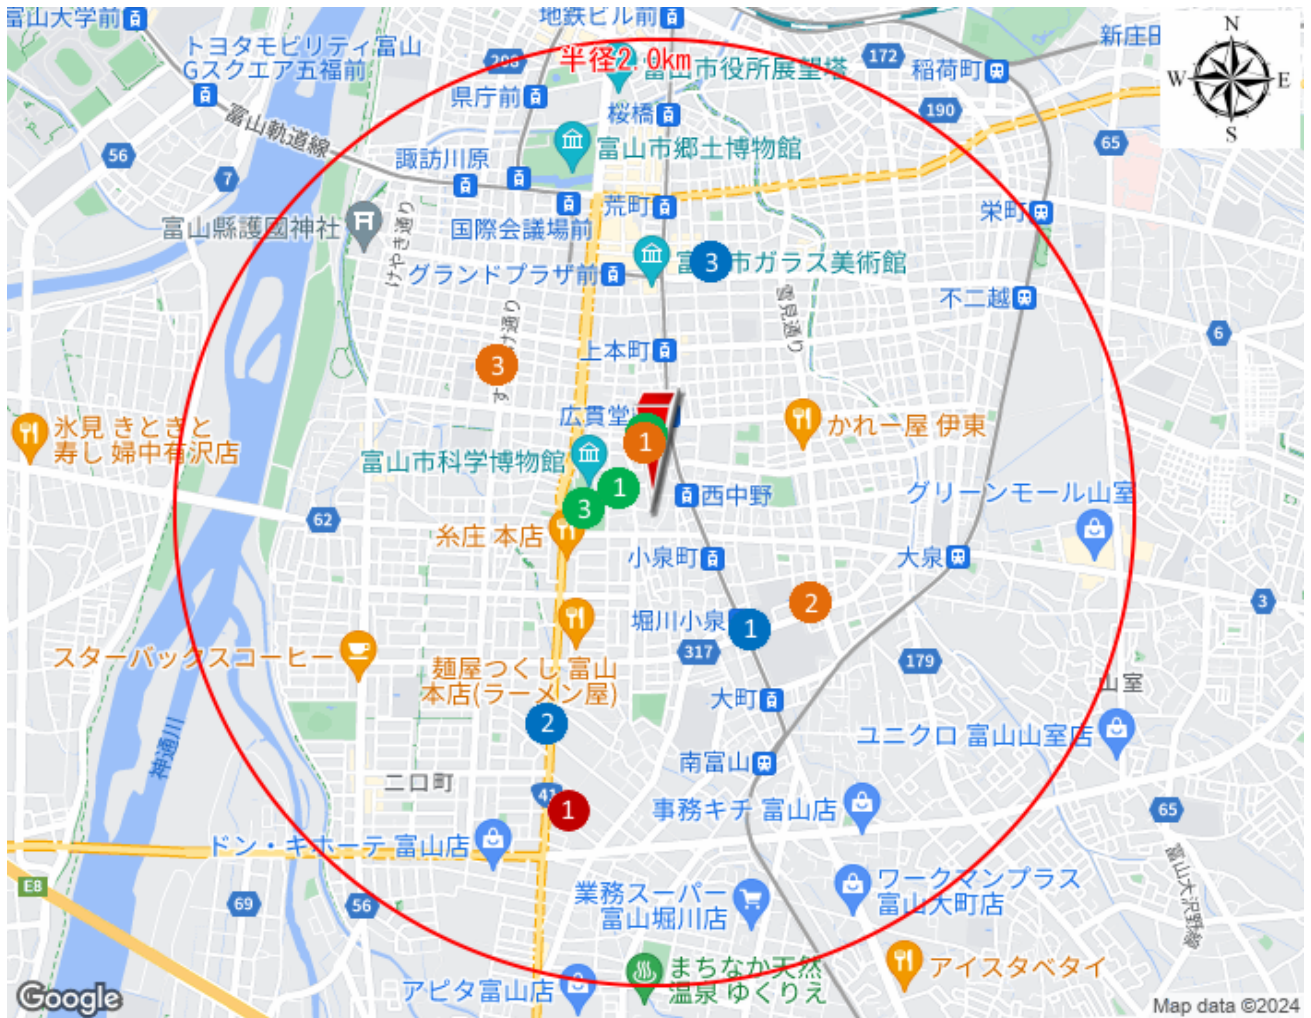 富山大学前
地鉄ビル前
新庄田
N
W
E
S
トヨタモビリティ富山
Gスクエア五福前
半径2.0km
富山市役所展望塔
172
稲荷町
県庁前
桜橋
190
富山軌道線
56
65
富山市郷土博物館
諏訪川原
7
荒町
栄町
けやき通り
富山縣護國神社
国際会議場前
3
グランドプラザ前
市ガラス美術館
不二越
雪見通り
6
上本町
3
広貫堂
氷見 きときと
寿し 婦中有沢店
1
かれー屋 伊東
富山市科学博物館
1
西中野
グリーンモール山室
3
62
糸庄 本店
小泉町
大泉
2
3
堀川小泉
1
スターバックスコーヒー
317
179
麺屋つくし 富山
本店(ラーメン屋)
大町
山室
2
神通川
南富山
ユニクロ 富山山室店
二口町
41
1
事務キチ 富山店
65
ドン・キホーテ 富山店
E8
69
56
業務スーパー
富山堀川店
ワークマンプラス
富山大町店
富山大沢野線
まちなか天然
温泉 ゆくりえ
アイスタベタイ
アピタ富山店
Google
Map data ©2024